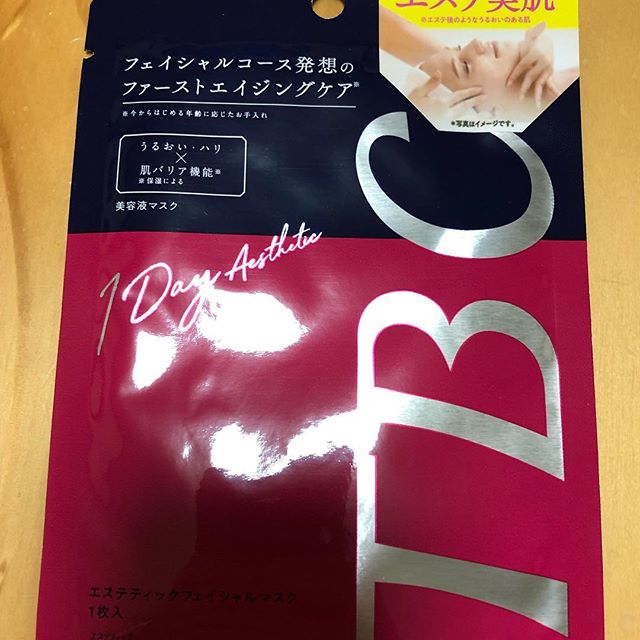 エステ美肌
※エステ後のようなうるおいのある肌
*写真はイメージです。
フェイシャルコース発想の
ファーストエイジングケア※
※今からはじめる年齢に応じたお手入れ
うるおい・ハリ
×
肌バリア機能※
※保湿による
美容液マスク
1 Day Aesthetic
TBC
エステティックフェイシャルマスク
1枚入